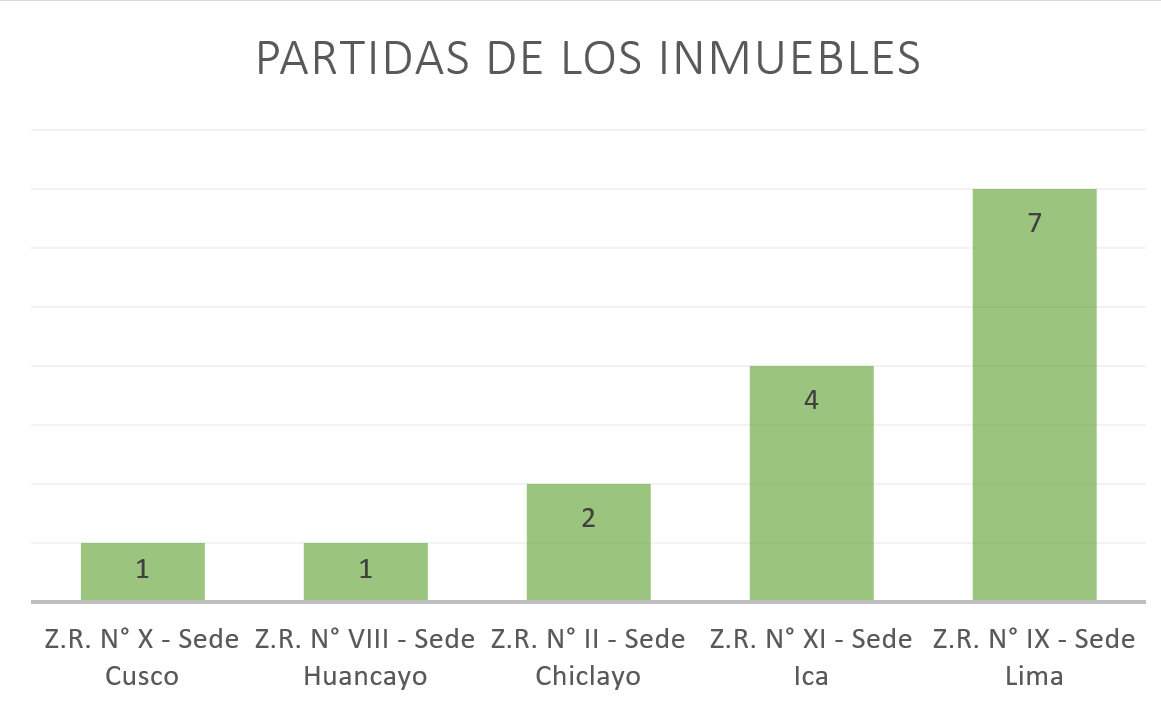 PARTIDAS DE LOS INMUEBLES
7
4
2
1
1
Z.R. N° X - Sede Cusco
Z.R. N° VIII - Sede Huancayo
Z.R. N° II - Sede Chiclayo
Z.R. N° XI - Sede Ica
Z.R. N° IX - Sede Lima